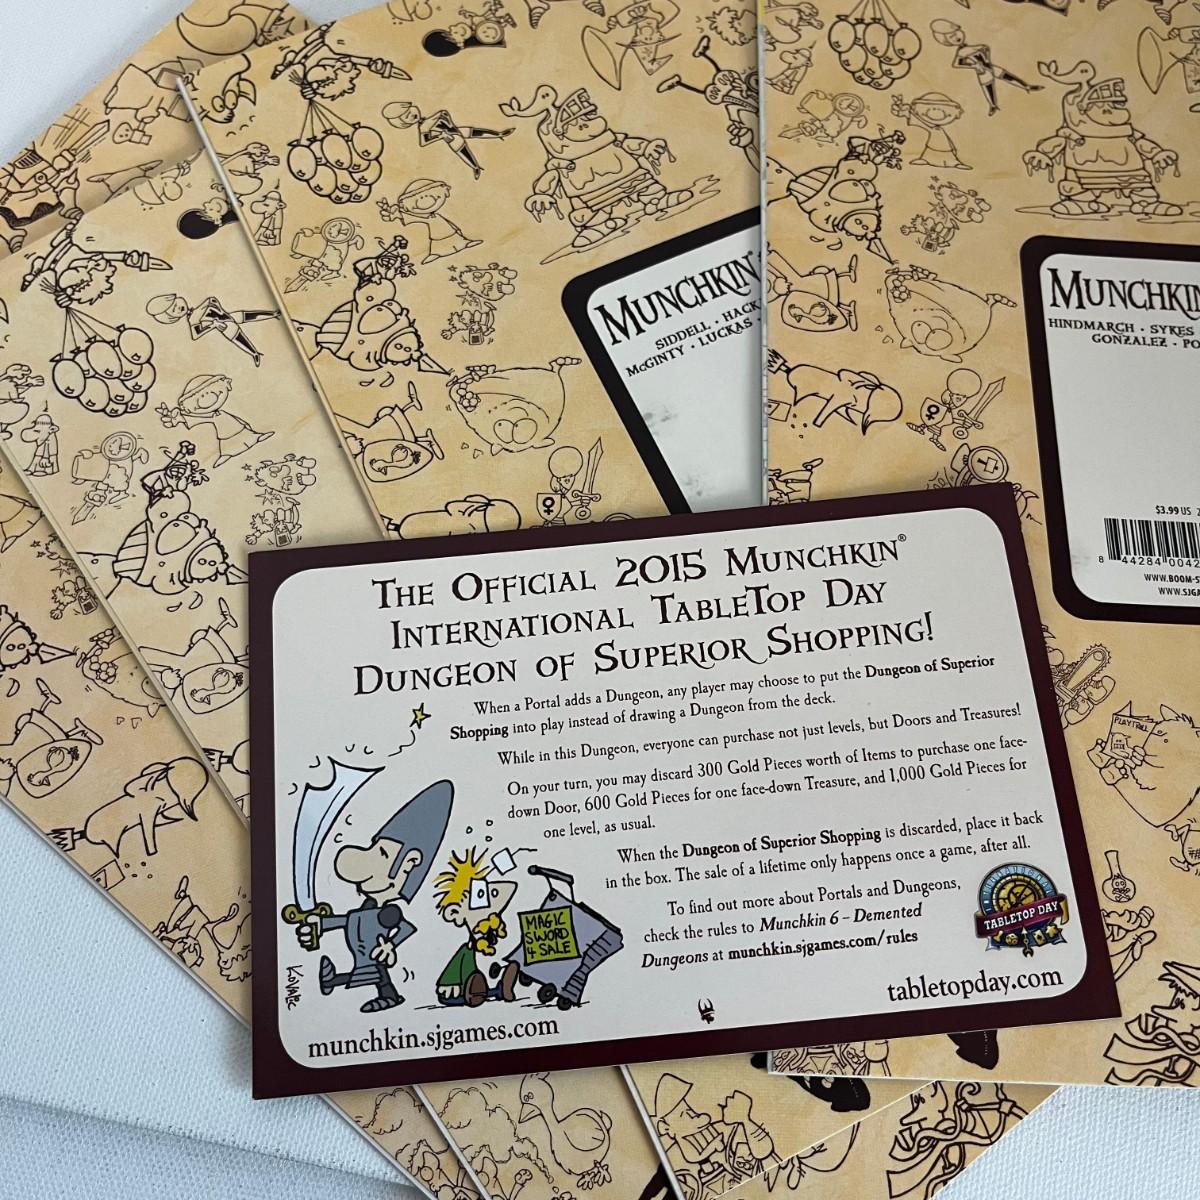 MUNCHKIN
SIDDELL · HACK
McGINTY · LUCKAS
MUNCHKIN
HINDMARCH · SYKES
GONZALEZ · PO
$3.99 US
8 44284 0042
WWW.BOOM-S
WWW.SJGA
THE OFFICIAL 2015 MUNCHKIN®
INTERNATIONAL TABLETOP DAY
DUNGEON OF SUPERIOR SHOPPING!
When a Portal adds a Dungeon, any player may choose to put the Dungeon of Superior
Shopping into play instead of drawing a Dungeon from the deck.
While in this Dungeon, everyone can purchase not just levels, but Doors and Treasures!
On your turn, you may discard 300 Gold Pieces worth of Items to purchase one face-
down Door, 600 Gold Pieces for one face-down Treasure, and 1,000 Gold Pieces for
one level, as usual.
When the Dungeon of Superior Shopping is discarded, place it back
in the box. The sale of a lifetime only happens once a game, after all.
To find out more about Portals and Dungeons,
check the rules to Munchkin 6 – Demented
Dungeons at munchkin.sjgames.com/rules
MAGIC
SWORD
4 SALE
TABLETOP DAY
KOVALIC
munchkin.sjgames.com
tabletopday.com